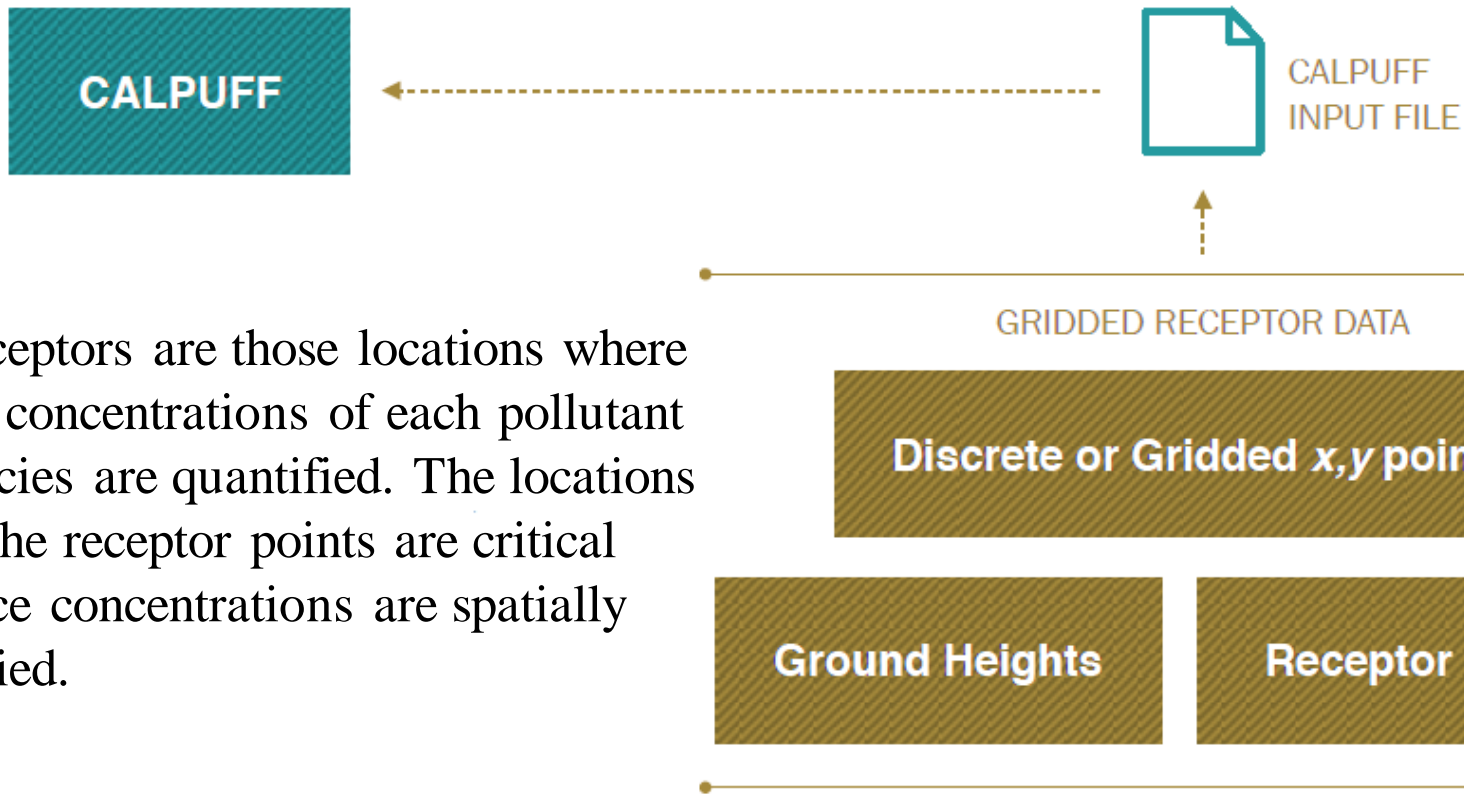 CALPUFF
CALPUFF
INPUT FILE
GRIDDED RECEPTOR DATA
ceptors are those locations where
concentrations of each pollutant
cies are quantified. The locations
he receptor points are critical
ce concentrations are spatially
ied.
Discrete or Gridded x,y poin
Ground Heights
Receptor